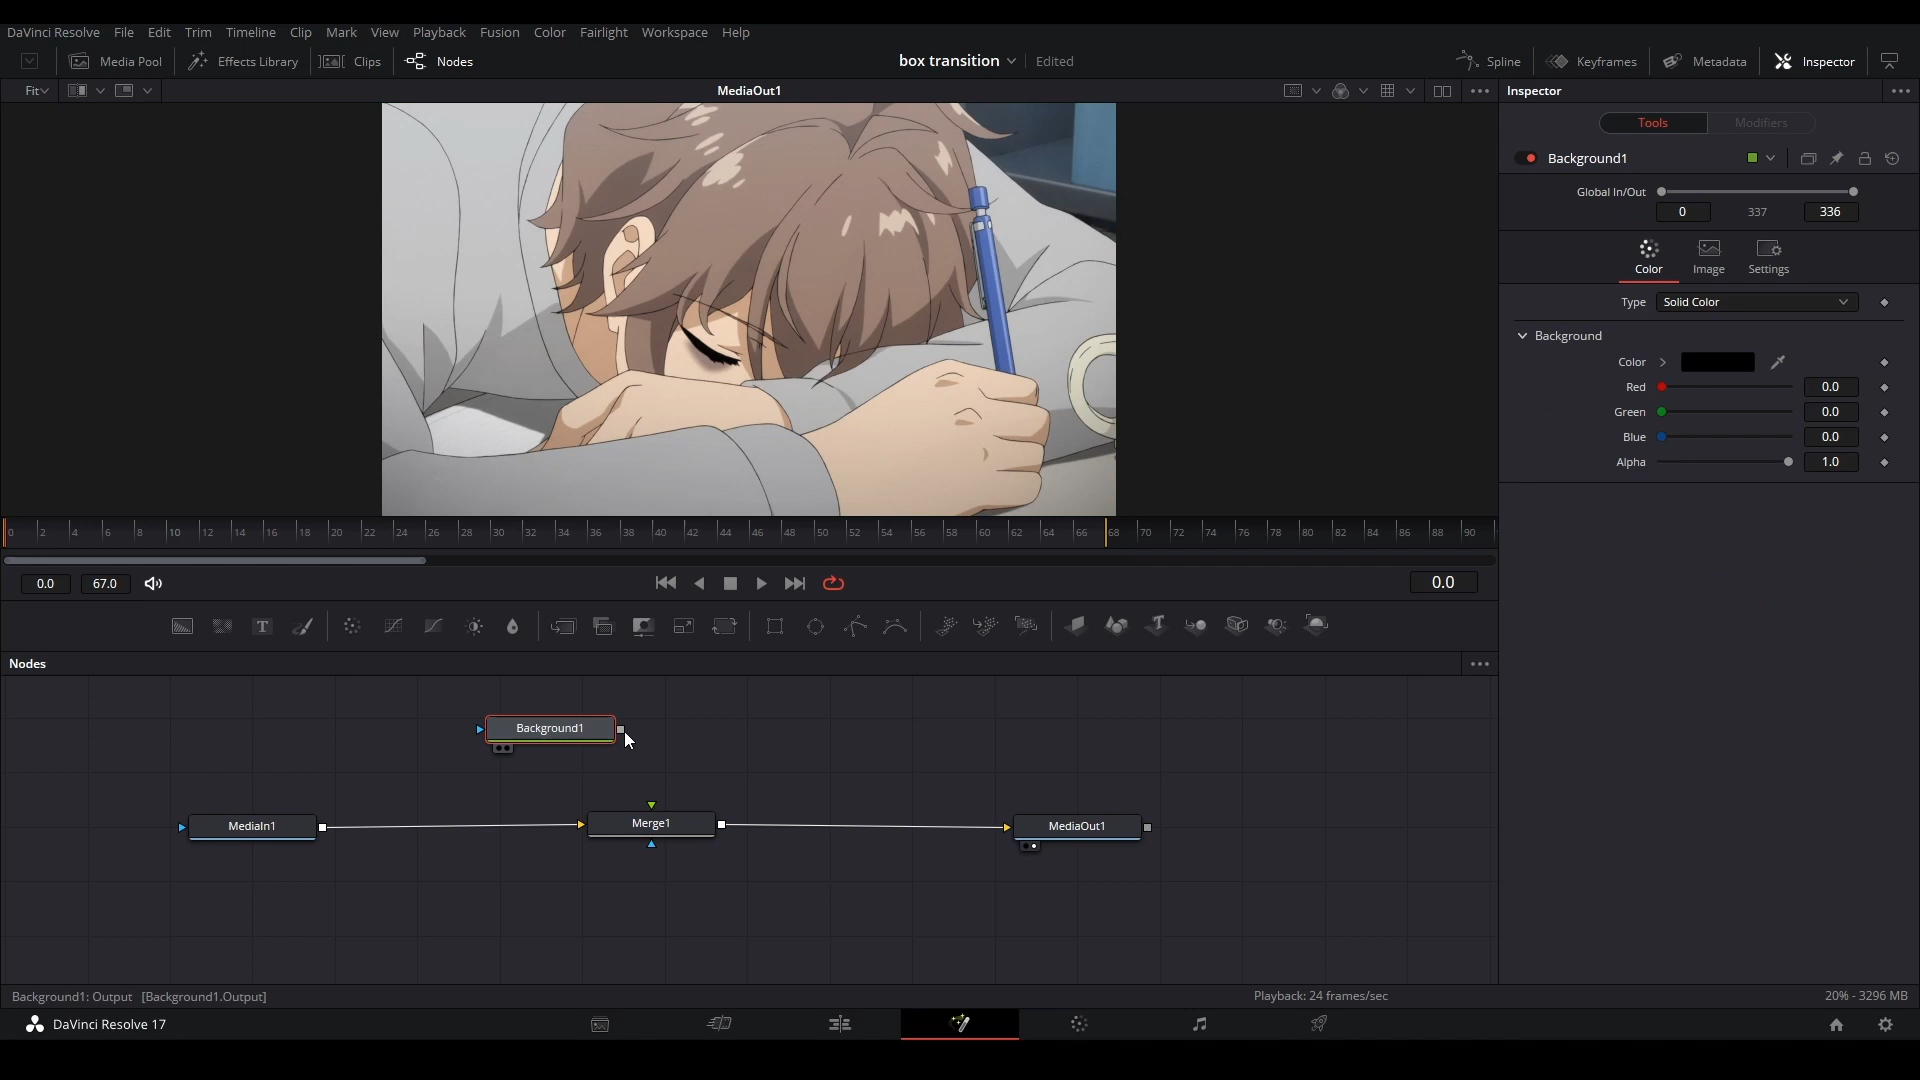 DaVinci Resolve File Edit Trim Timeline Clip Mark View Playback Fusion Color Fairlight Workspace Help
Media Pool Effects Library Clips Nodes box transition Edited Spline Keyframes Metadata Inspector
Fit MediaOut1 Inspector
Tools Modifiers
Background1
Global In/Out
0 337 336
Color Image Settings
Type Solid Color
Background
Color
Red 0.0
Green 0.0
Blue 0.0
Alpha 1.0
0 2 4 6 8 10 12 14 16 18 20 22 24 26 28 30 32 34 36 38 40 42 44 46 48 50 52 54 56 58 60 62 64 66 68 70 72 74 76 78 80 82 84 86 88 90
0.0 67.0 0.0
T T
Nodes
Background1
MediaIn1 Merge1 MediaOut1
Background1: Output [Background1.Output] Playback: 24 frames/sec 20% - 3296 MB
DaVinci Resolve 17